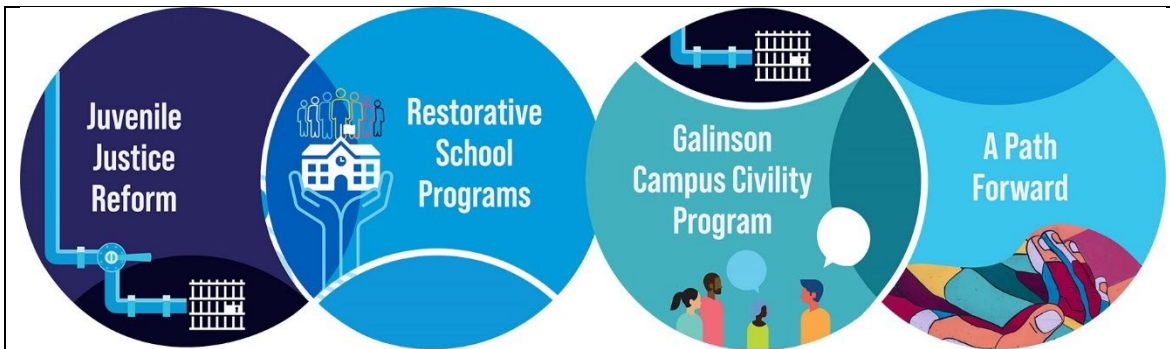 Juvenile
Justice
Reform
Restorative
School
Programs
Galinson
Campus Civility
Program
A Path
Forward